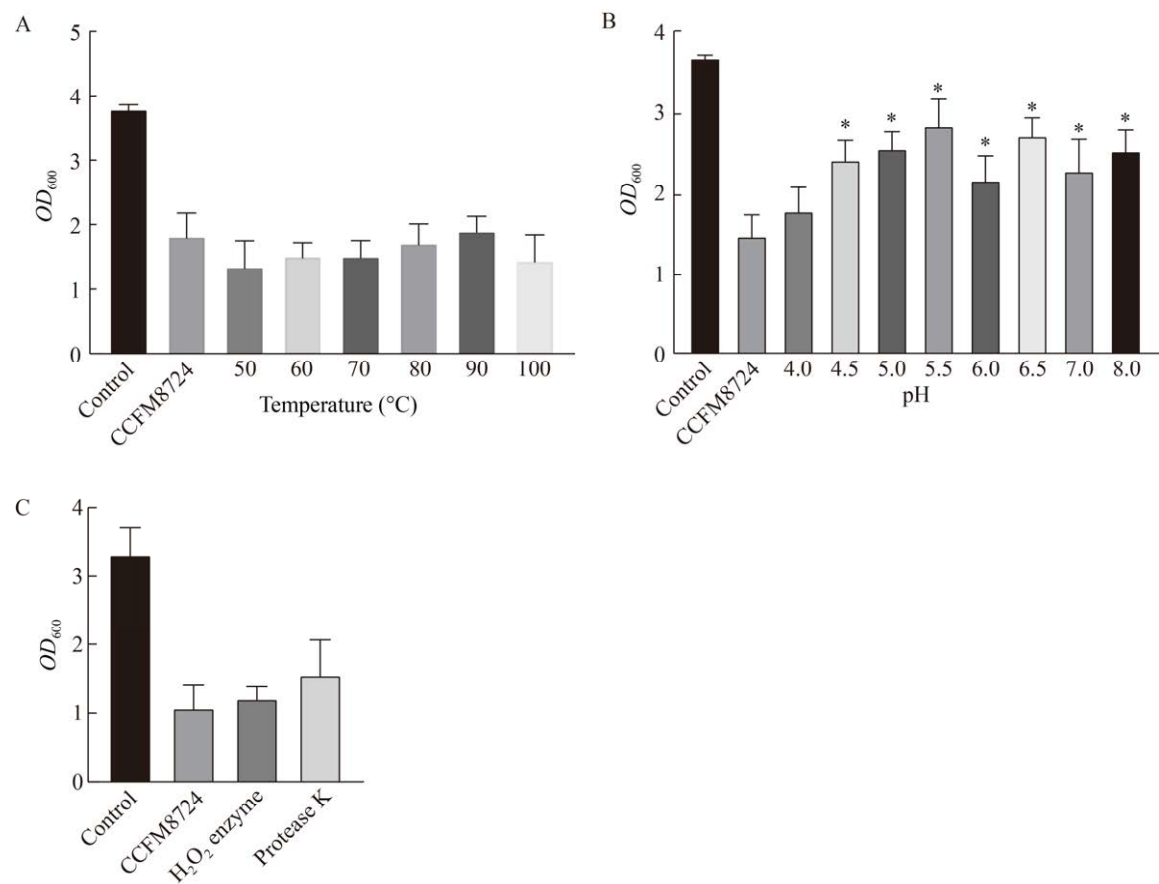 A
5
4
3
2
1
0
OD600
Control
CCFM8724
50
60
70
80
90
100
Temperature (°C)
B
4
3
2
1
0
OD600
* * * * * * *
Control
CCFM8724
4.0
4.5
5.0
5.5
6.0
6.5
7.0
8.0
pH
C
4
3
2
1
0
OD600
Control
CCFM8724
H2O2 enzyme
Protease K